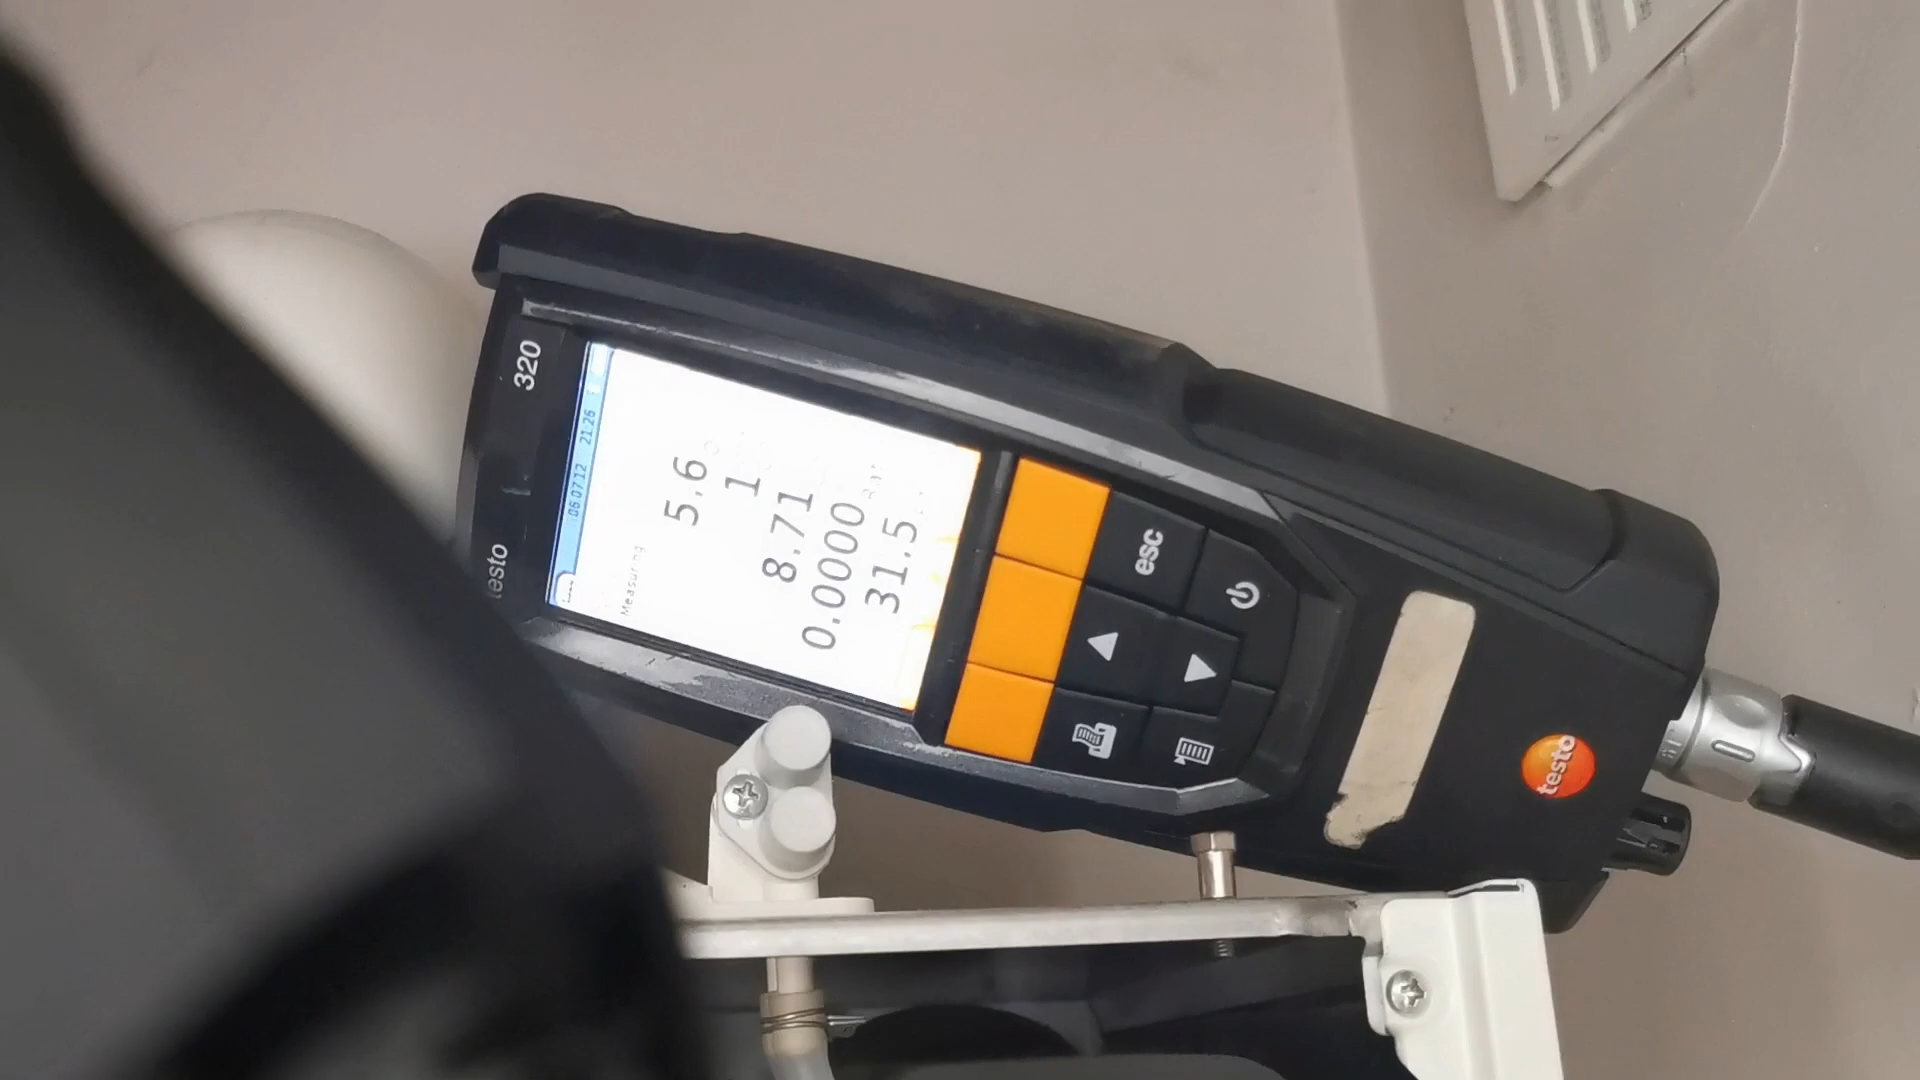 testo 320
06.07.12 21:26
Measuring
5.6
1
8.71
0.0000
31.5
esc
testo